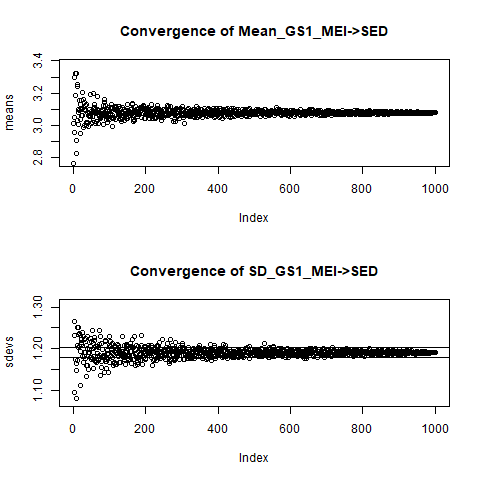 Convergence of Mean_GS1_MEI->SED
means
3.4
3.2
3.0
2.8
0 200 400 600 800 1000
Index
Convergence of SD_GS1_MEI->SED
sdevs
1.30
1.20
1.10
0 200 400 600 800 1000
Index